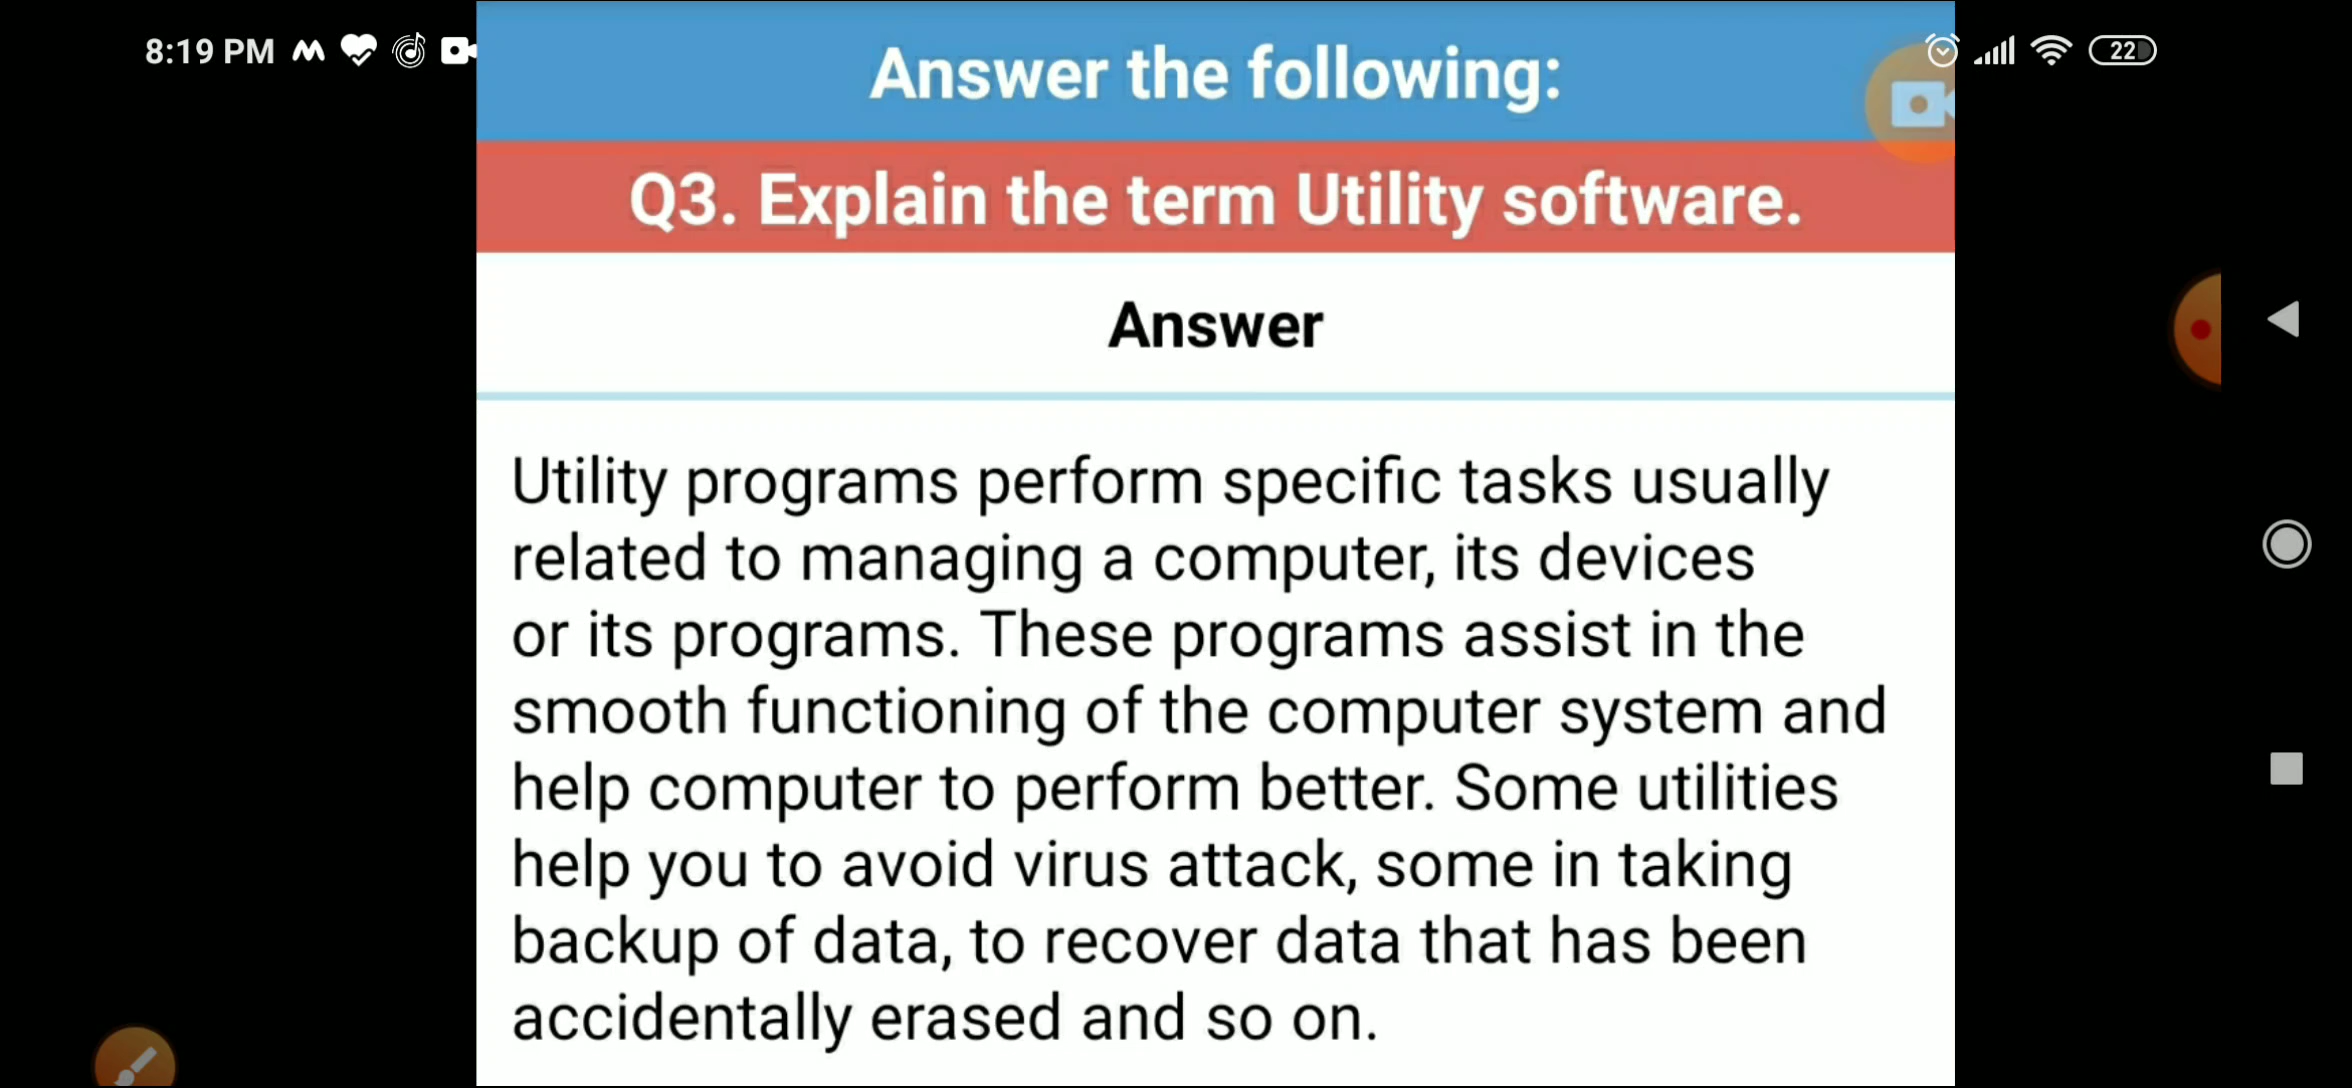 8:19 PM
22
Answer the following:
Q3. Explain the term Utility software.
Answer
Utility programs perform specific tasks usually
related to managing a computer, its devices
or its programs. These programs assist in the
smooth functioning of the computer system and
help computer to perform better. Some utilities
help you to avoid virus attack, some in taking
backup of data, to recover data that has been
accidentally erased and so on.